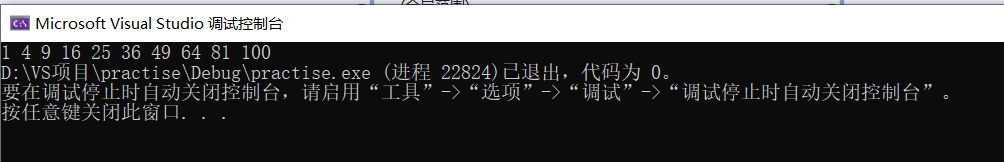 Microsoft Visual Studio 调试控制台
1 4 9 16 25 36 49 64 81 100
D:\VS项目\practise\Debug\practise.exe (进程 22824)已退出，代码为 0。
要在调试停止时自动关闭控制台，请启用“工具”->“选项”->“调试”->“调试停止时自动关闭控制台”。
按任意键关闭此窗口. . .